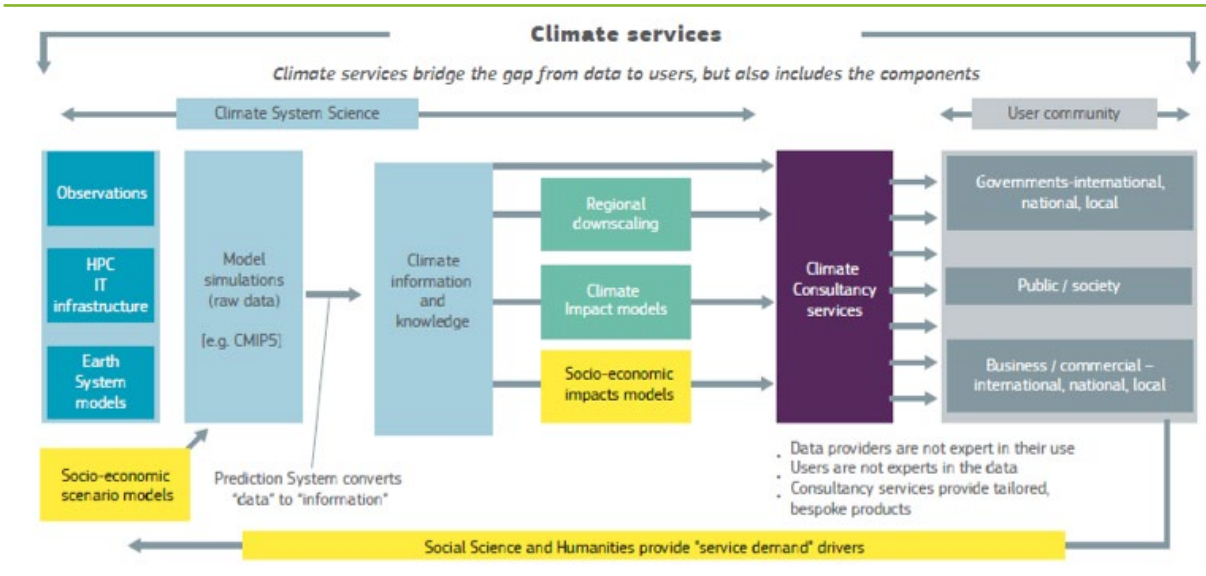 Climate services
Climate services bridge the gap from data to users, but also includes the components
Climate System Science
User community
Observations
HPC
IT
infrastructure
Earth
System
models
Socio-economic
scenario models
Model
simulations
(raw data)
[e.g. CMIP5]
Prediction System converts
"data" to "information"
Climate
information
and
knowledge
Regional
downscaling
Climate
Impact models
Socio-economic
impacts models
Climate
Consultancy
services
Governments-international,
national, local
Public / society
Business / commercial –
international, national, local
. Data providers are not expert in their use
. Users are not experts in the data
. Consultancy services provide tailored,
bespoke products
Social Science and Humanities provide "service demand" drivers